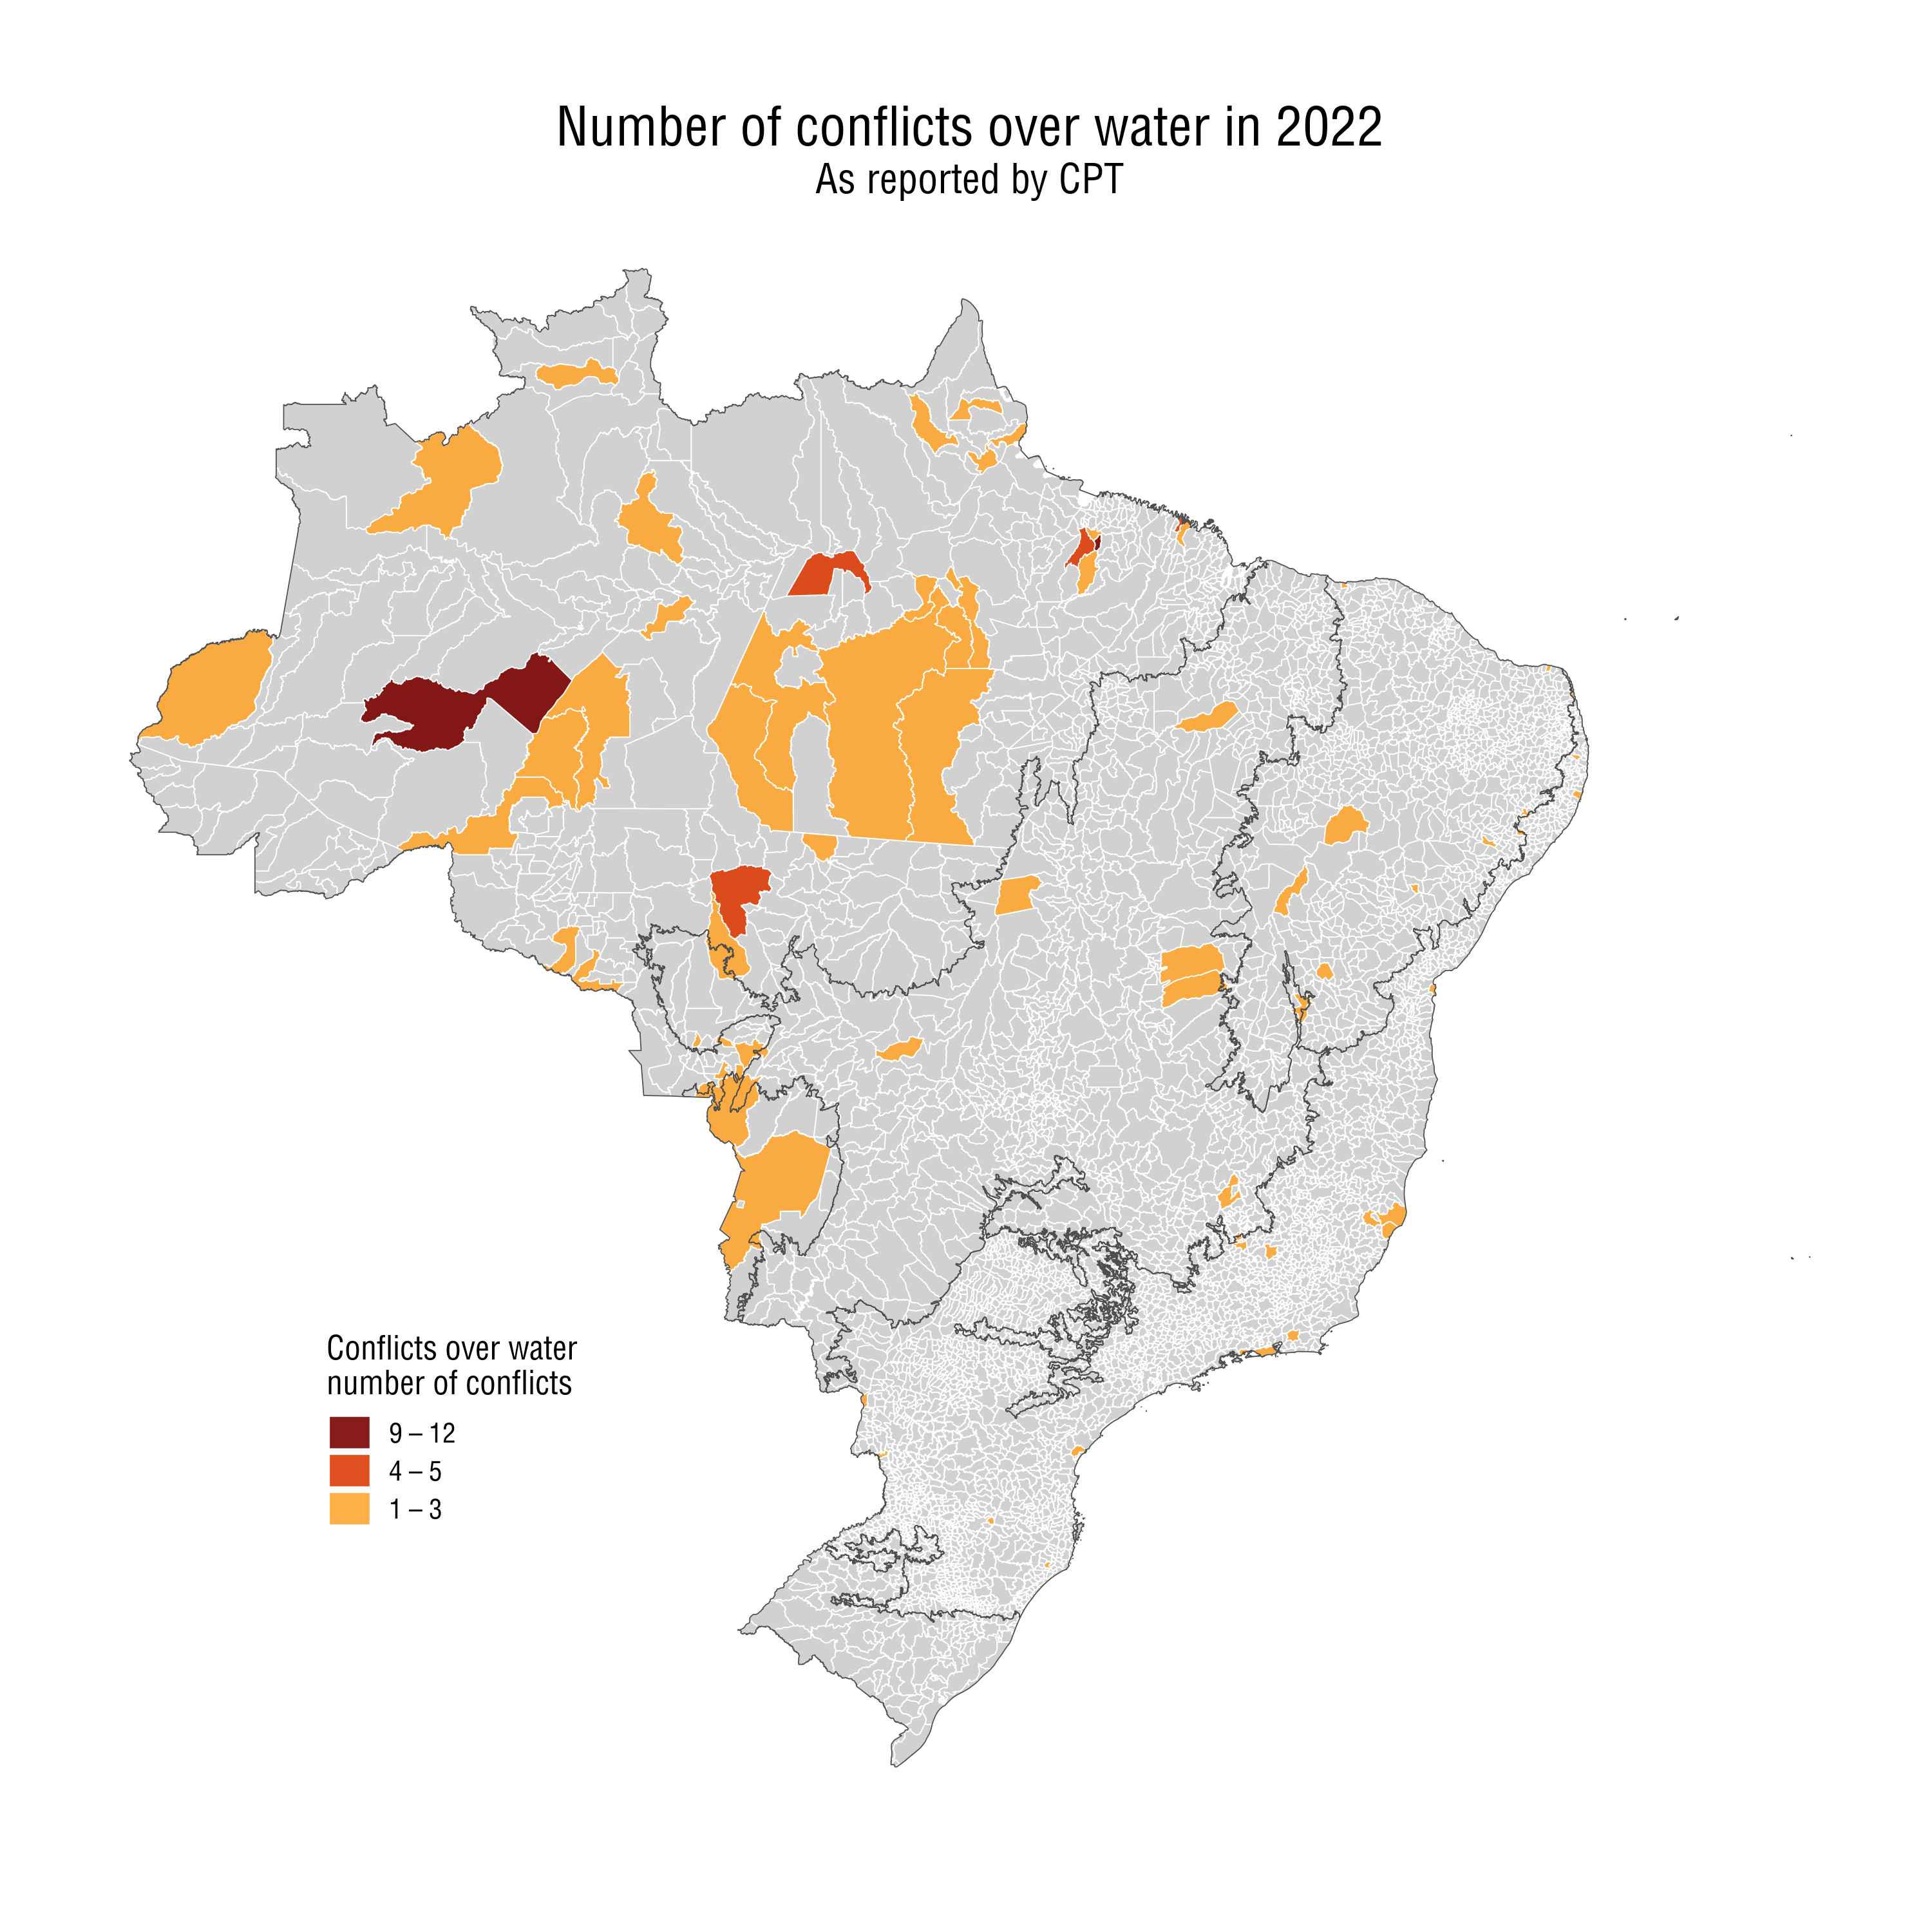 Number of conflicts over water in 2022
As reported by CPT
Conflicts over water
number of conflicts
9 – 12
4 – 5
1 – 3